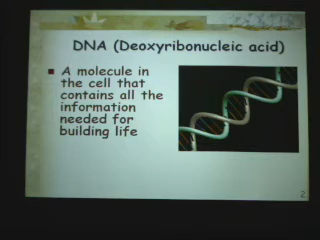 DNA (Deoxyribonucleic acid)
A molecule in
the cell that
contains all the
information
needed for
building life
2